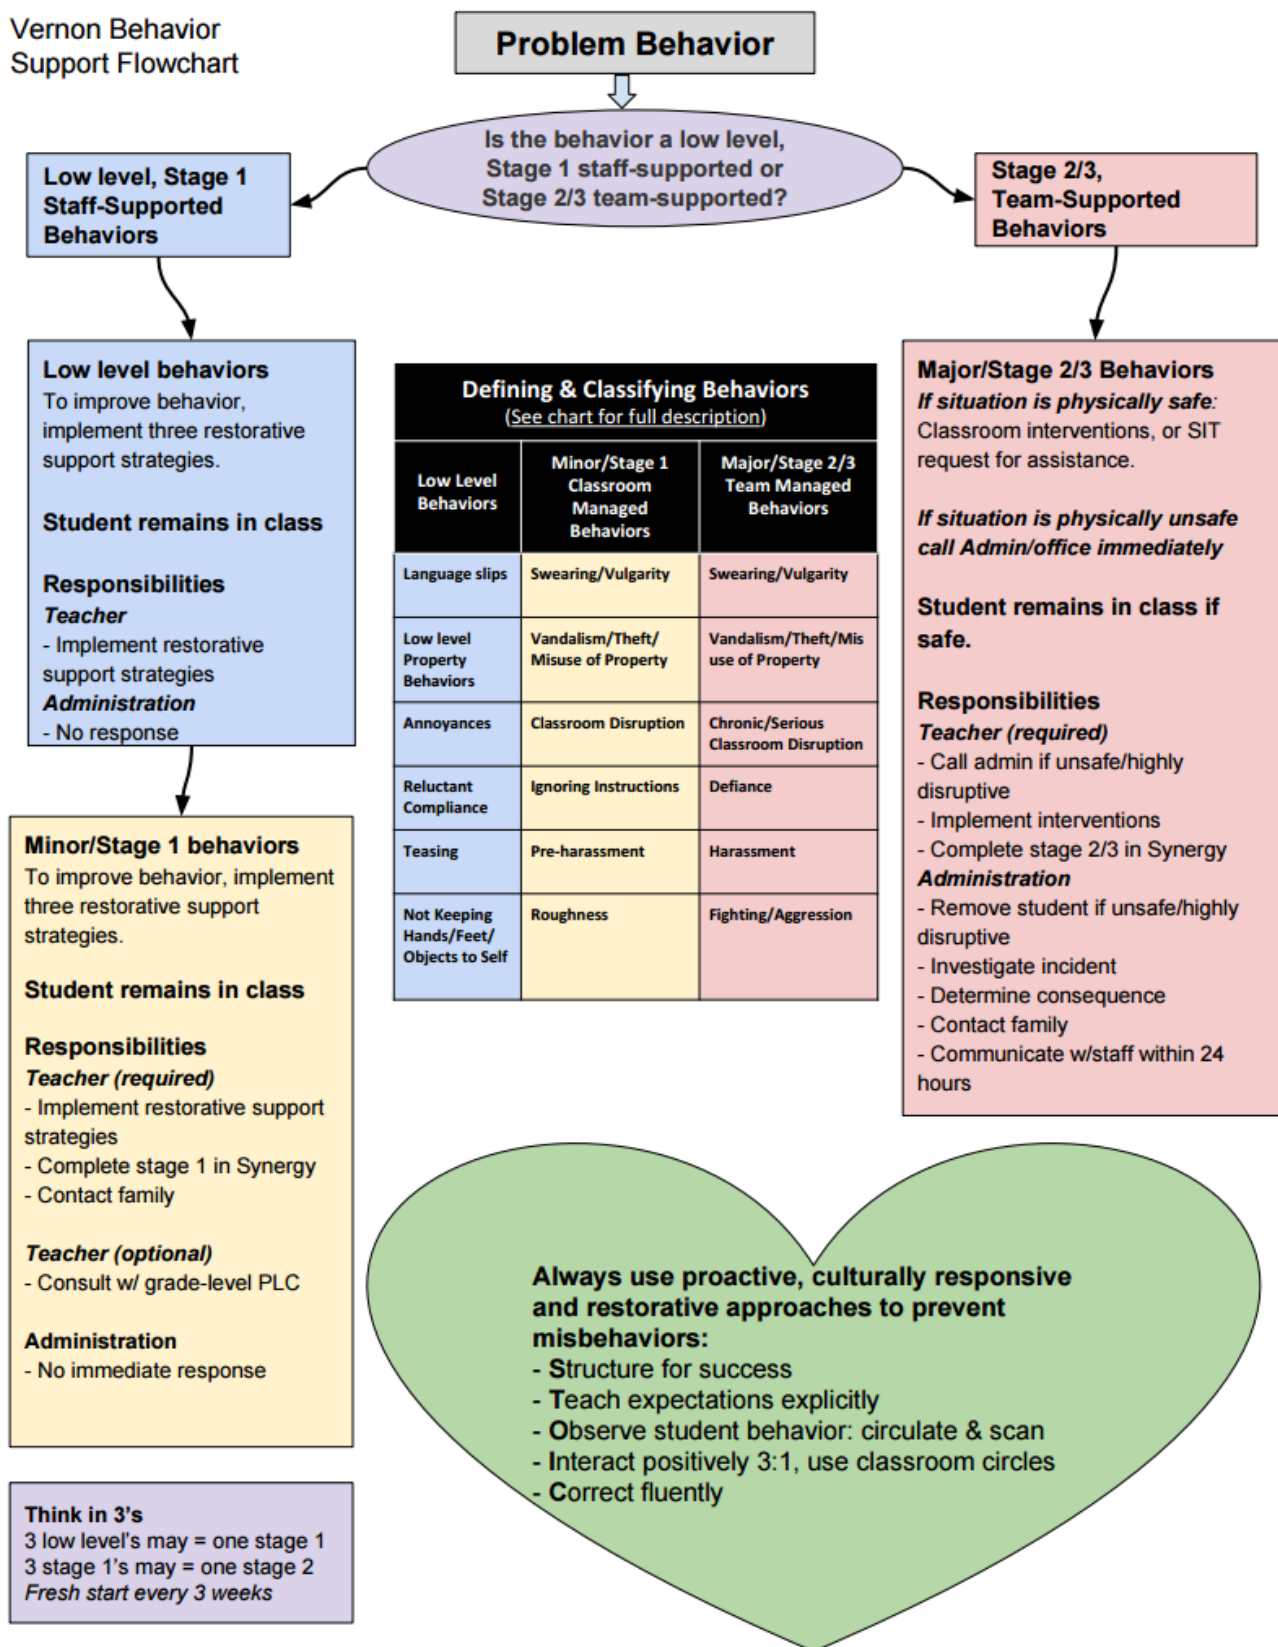 Vernon Behavior
Support Flowchart
Problem Behavior
Is the behavior a low level,
Stage 1 staff-supported or
Stage 2/3 team-supported?
Low level, Stage 1
Staff-Supported
Behaviors
Stage 2/3,
Team-Supported
Behaviors
Low level behaviors
To improve behavior,
implement three restorative
support strategies.
Student remains in class
Responsibilities
Teacher
- Implement restorative
support strategies
Administration
- No response
Minor/Stage 1 behaviors
To improve behavior, implement
three restorative support
strategies.
Student remains in class
Responsibilities
Teacher (required)
- Implement restorative support
strategies
- Complete stage 1 in Synergy
- Contact family
Teacher (optional)
- Consult w/ grade-level PLC
Administration
- No immediate response
Think in 3's
3 low level's may = one stage 1
3 stage 1's may = one stage 2
Fresh start every 3 weeks
Defining & Classifying Behaviors
(See chart for full description)
Low Level
Behaviors
Minor/Stage 1
Classroom
Managed
Behaviors
Major/Stage 2/3
Team Managed
Behaviors
Language slips
Swearing/Vulgarity
Swearing/Vulgarity
Low level
Property
Behaviors
Vandalism/Theft/
Misuse of Property
Vandalism/Theft/Mis
use of Property
Annoyances
Classroom Disruption
Chronic/Serious
Classroom Disruption
Reluctant
Compliance
Ignoring Instructions
Defiance
Teasing
Pre-harassment
Harassment
Not Keeping
Hands/Feet/
Objects to Self
Roughness
Fighting/Aggression
Major/Stage 2/3 Behaviors
If situation is physically safe:
Classroom interventions, or SIT
request for assistance.
If situation is physically unsafe
call Admin/office immediately
Student remains in class if
safe.
Responsibilities
Teacher (required)
- Call admin if unsafe/highly
disruptive
- Implement interventions
- Complete stage 2/3 in Synergy
Administration
- Remove student if unsafe/highly
disruptive
- Investigate incident
- Determine consequence
- Contact family
- Communicate w/staff within 24
hours
Always use proactive, culturally responsive
and restorative approaches to prevent
misbehaviors:
- Structure for success
- Teach expectations explicitly
- Observe student behavior: circulate & scan
- Interact positively 3:1, use classroom circles
- Correct fluently